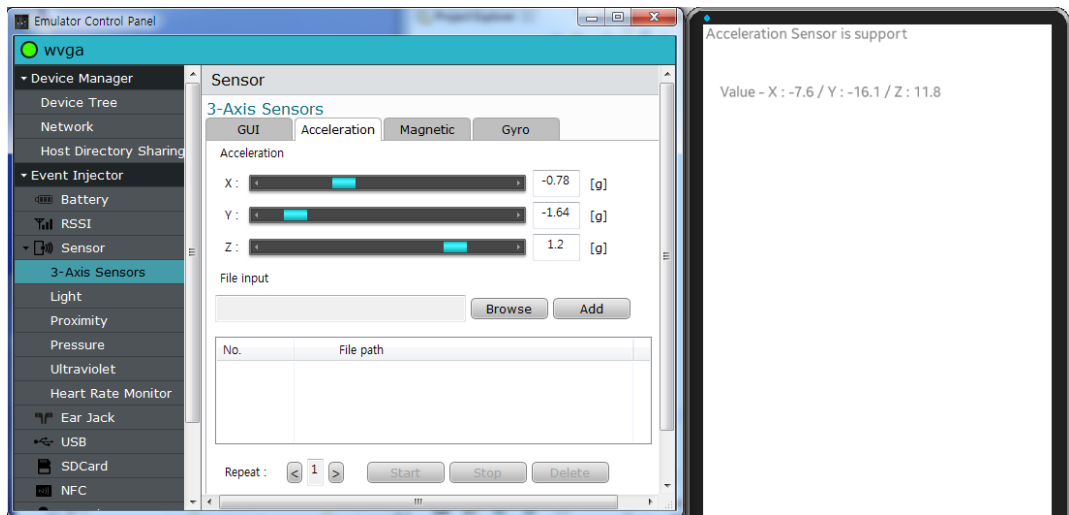 Emulator Control Panel
wvga
Device Manager
Device Tree
Network
Host Directory Sharing
Event Injector
Battery
RSSI
Sensor
3-Axis Sensors
Light
Proximity
Pressure
Ultraviolet
Heart Rate Monitor
Ear Jack
USB
SDCard
NFC
Sensor
3-Axis Sensors
GUI Acceleration Magnetic Gyro
Acceleration
X : -0.78 [g]
Y : -1.64 [g]
Z : 1.2 [g]
File input
Browse Add
No. File path
Repeat : < 1 > Start Stop Delete
Acceleration Sensor is support
Value - X : -7.6 / Y : -16.1 / Z : 11.8